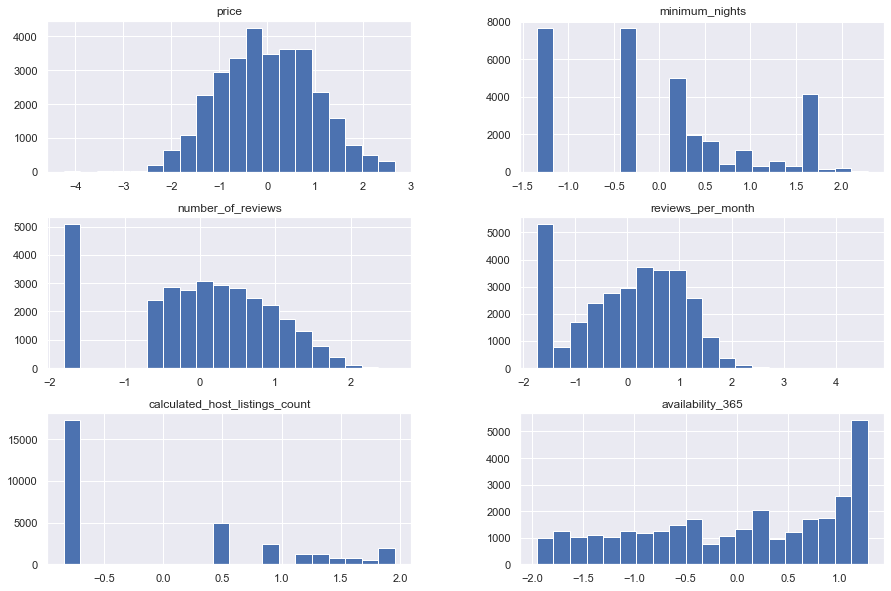 price
minimum_nights
4000
3000
2000
1000
0
−4 −3 −2 −1 0 1 2 3
8000
6000
4000
2000
0
−1.5 −1.0 −0.5 0.0 0.5 1.0 1.5 2.0
number_of_reviews
reviews_per_month
5000
4000
3000
2000
1000
0
−2 −1 0 1 2
5000
4000
3000
2000
1000
0
−2 −1 0 1 2 3 4
calculated_host_listings_count
availability_365
15000
10000
5000
0
−0.5 0.0 0.5 1.0 1.5 2.0
5000
4000
3000
2000
1000
0
−2.0 −1.5 −1.0 −0.5 0.0 0.5 1.0